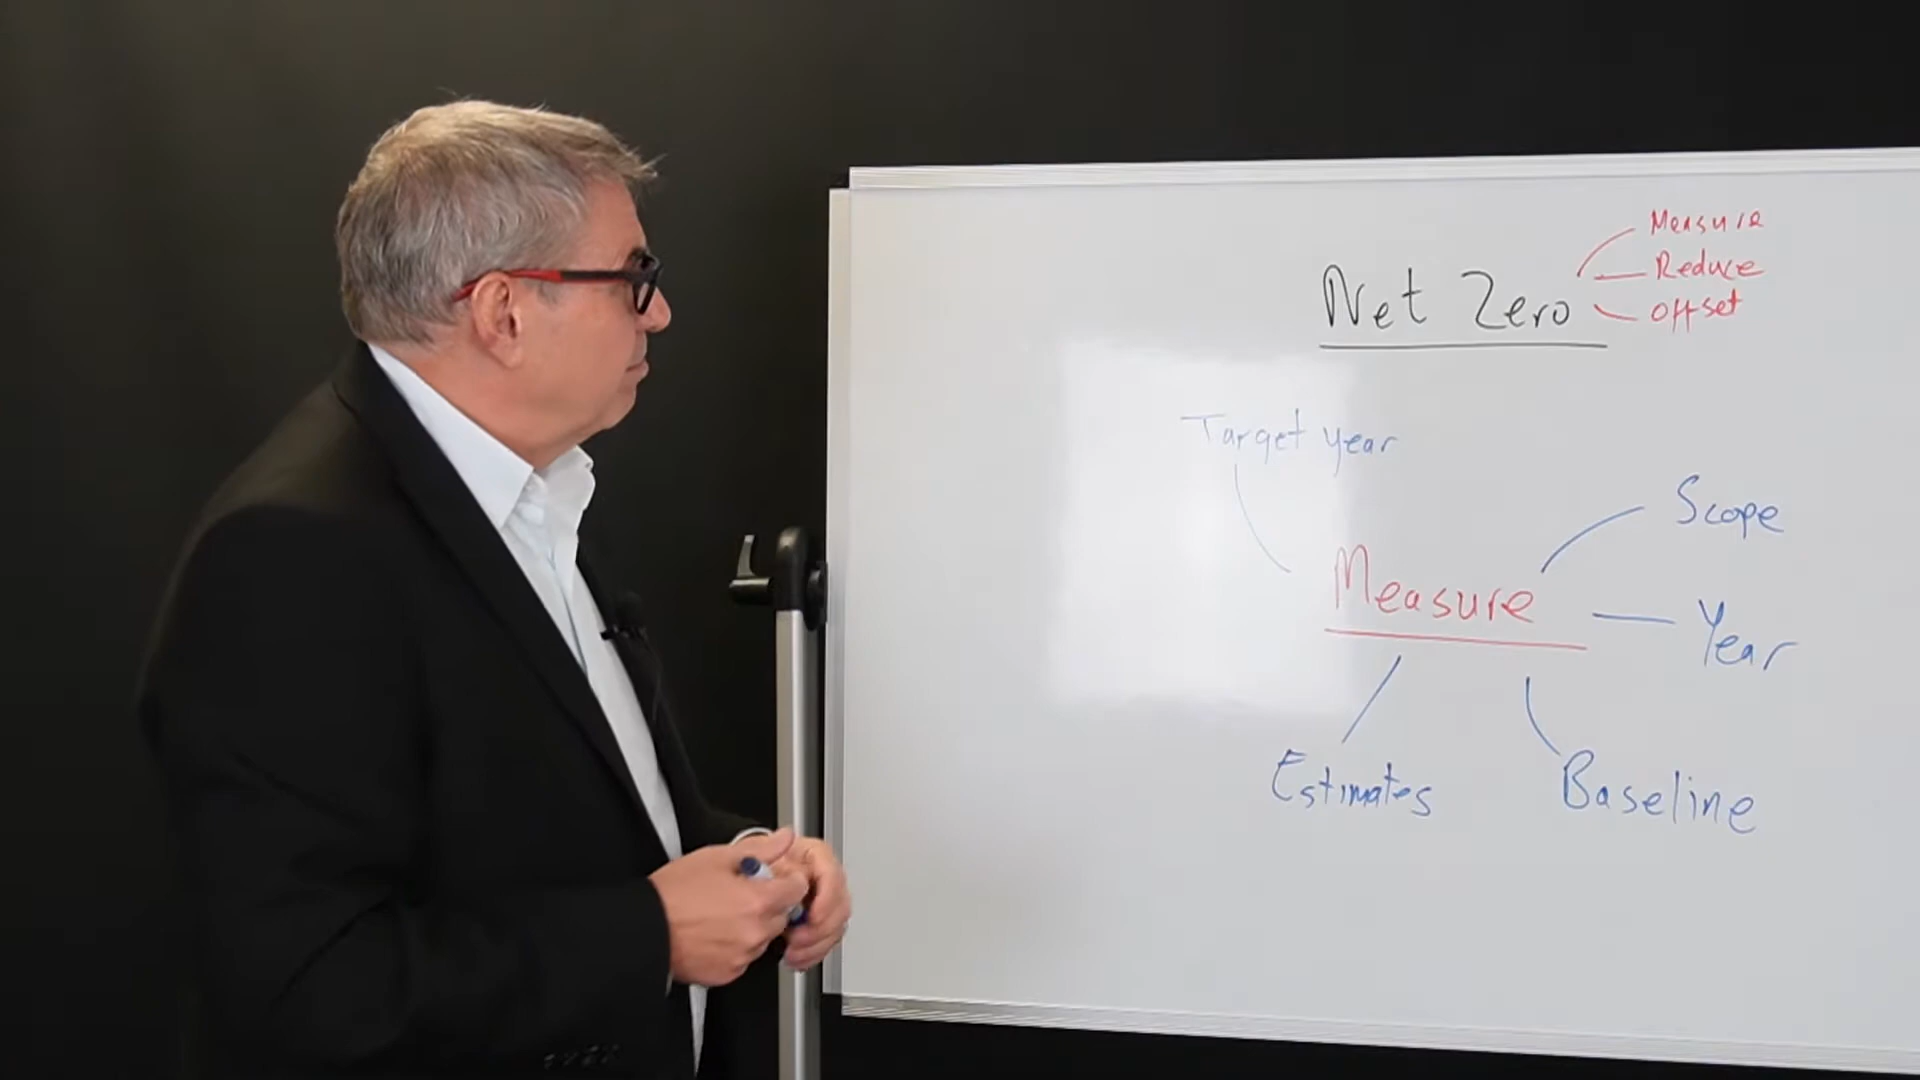 Measure
Reduce
Net Zero
offset
Target year
Scope
Measure
Year
Estimates
Baseline